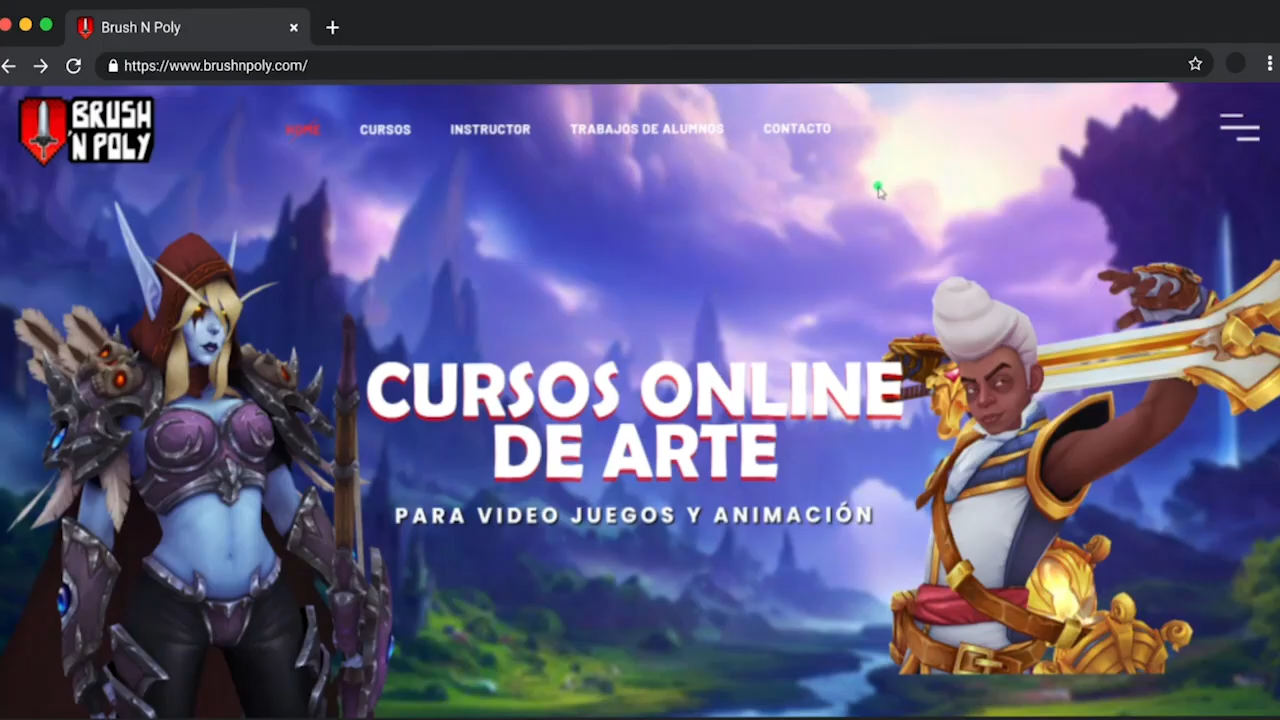 Brush N Poly
https://www.brushnpoly.com/
BRUSH
'N POLY
HOME
CURSOS
INSTRUCTOR
TRABAJOS DE ALUMNOS
CONTACTO
CURSOS ONLINE
DE ARTE
PARA VIDEO JUEGOS Y ANIMACIÓN